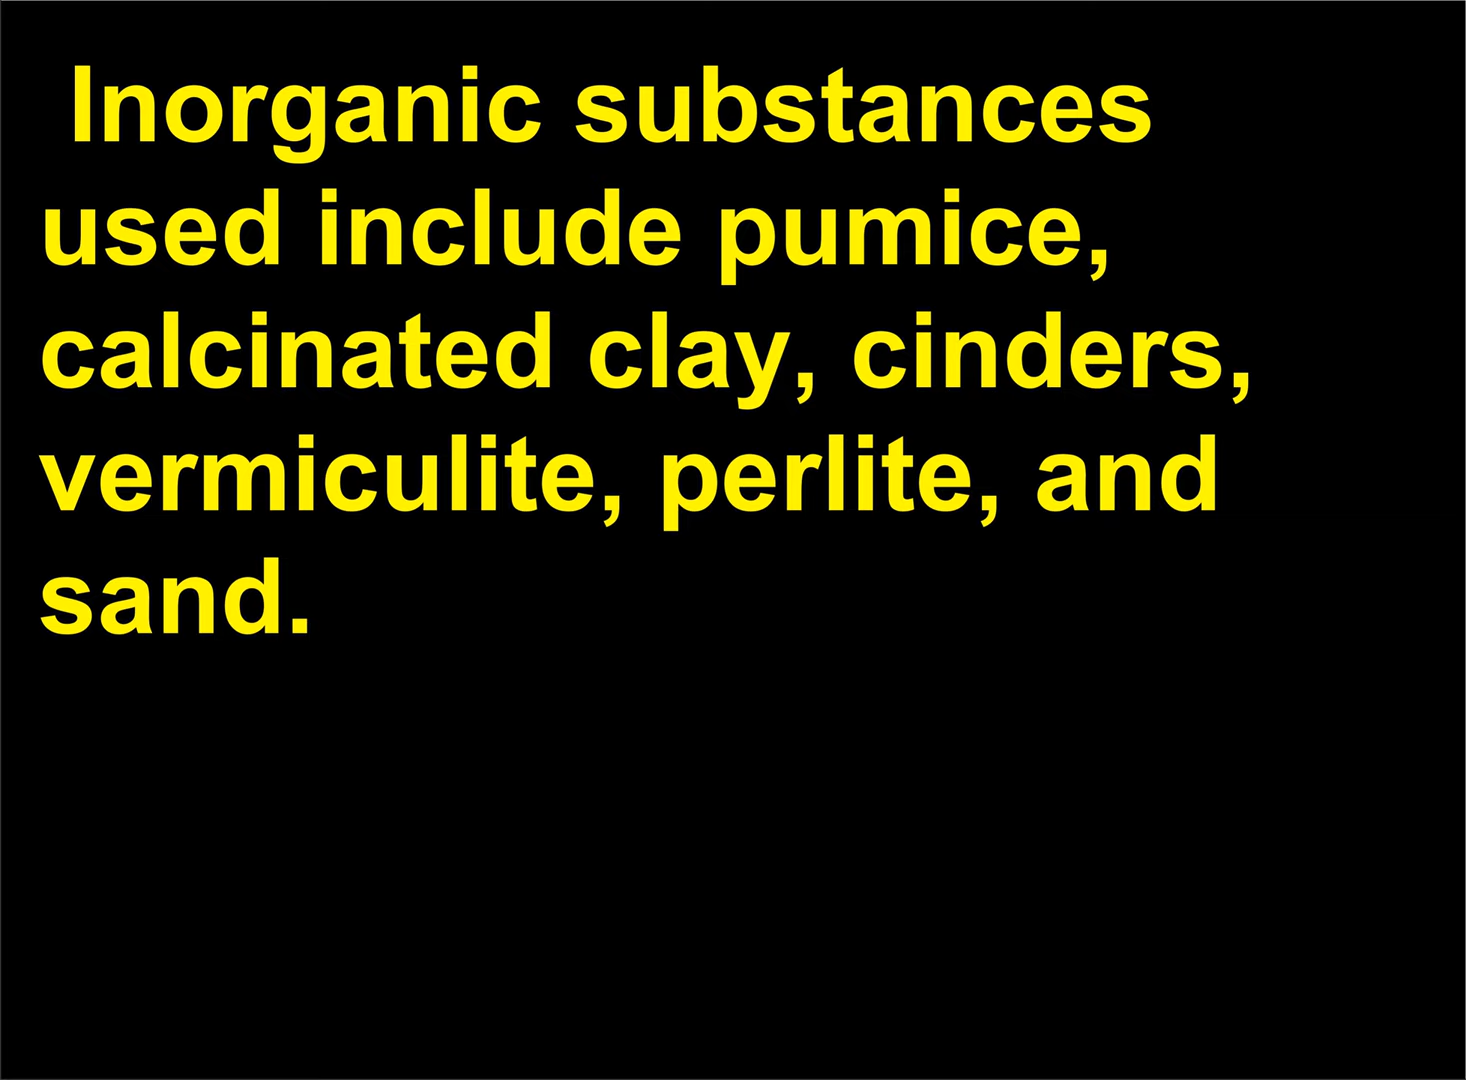 Inorganic substances
used include pumice,
calcinated clay, cinders,
vermiculite, perlite, and
sand.